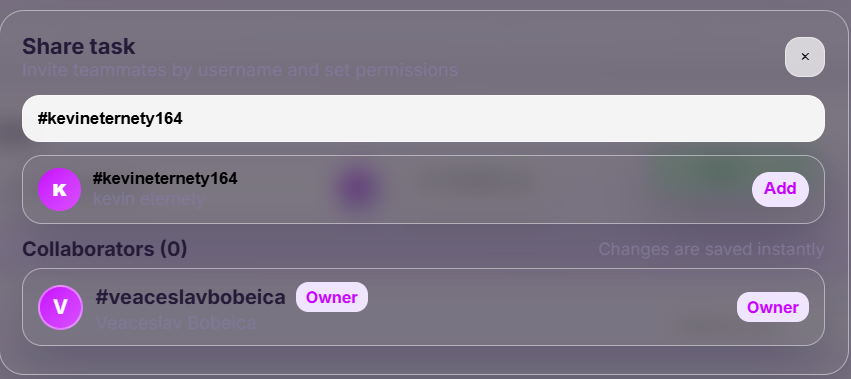 Share task
Invite teammates by username and set permissions
×
#kevineternety164
K
#kevineternety164
kevin eternety
Add
Collaborators (0)
Changes are saved instantly
V
#veaceslavbobeica Owner
Veaceslav Bobeica
Owner